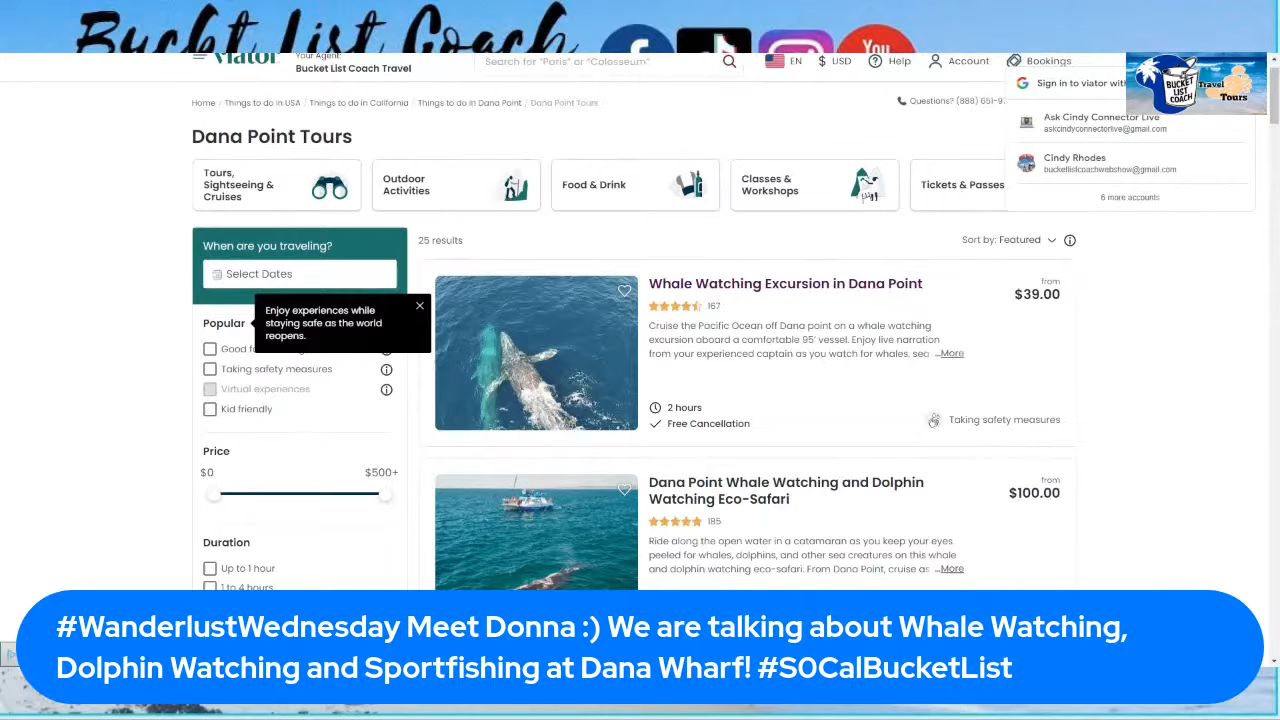 Bucket List Coach
You
viator
Your Agent:
Bucket List Coach Travel
Search for "Paris" or "Colosseum"
EN
$ USD
Help
Account
Bookings
BUCKET LIST COACH
Travel
Tours
Home / Things to do in USA / Things to do in California / Things to do in Dana Point / Dana Point Tours
Questions? (888) 651-97
Sign in to viator with
Ask Cindy Connector Live
askcindyconnectorlive@gmail.com
Cindy Rhodes
bucketlistcoachwebshow@gmail.com
6 more accounts
Dana Point Tours
Tours, Sightseeing & Cruises
Outdoor Activities
Food & Drink
Classes & Workshops
Tickets & Passes
When are you traveling?
Select Dates
25 results
Sort by: Featured
Enjoy experiences while
staying safe as the world
reopens.
Popular
Good fo
Taking safety measures
Virtual experiences
Kid friendly
Price
$0
$500+
Duration
Up to 1 hour
1 to 4 hours
Whale Watching Excursion in Dana Point
from
$39.00
167
Cruise the Pacific Ocean off Dana point on a whale watching
excursion aboard a comfortable 95' vessel. Enjoy live narration
from your experienced captain as you watch for whales, sea ...More
2 hours
Free Cancellation
Taking safety measures
Dana Point Whale Watching and Dolphin
Watching Eco-Safari
from
$100.00
185
Ride along the open water in a catamaran as you keep your eyes
peeled for whales, dolphins, and other sea creatures on this whale
and dolphin watching eco-safari. From Dana Point, cruise as ...More
#WanderlustWednesday Meet Donna :) We are talking about Whale Watching,
Dolphin Watching and Sportfishing at Dana Wharf! #S0CalBucketList